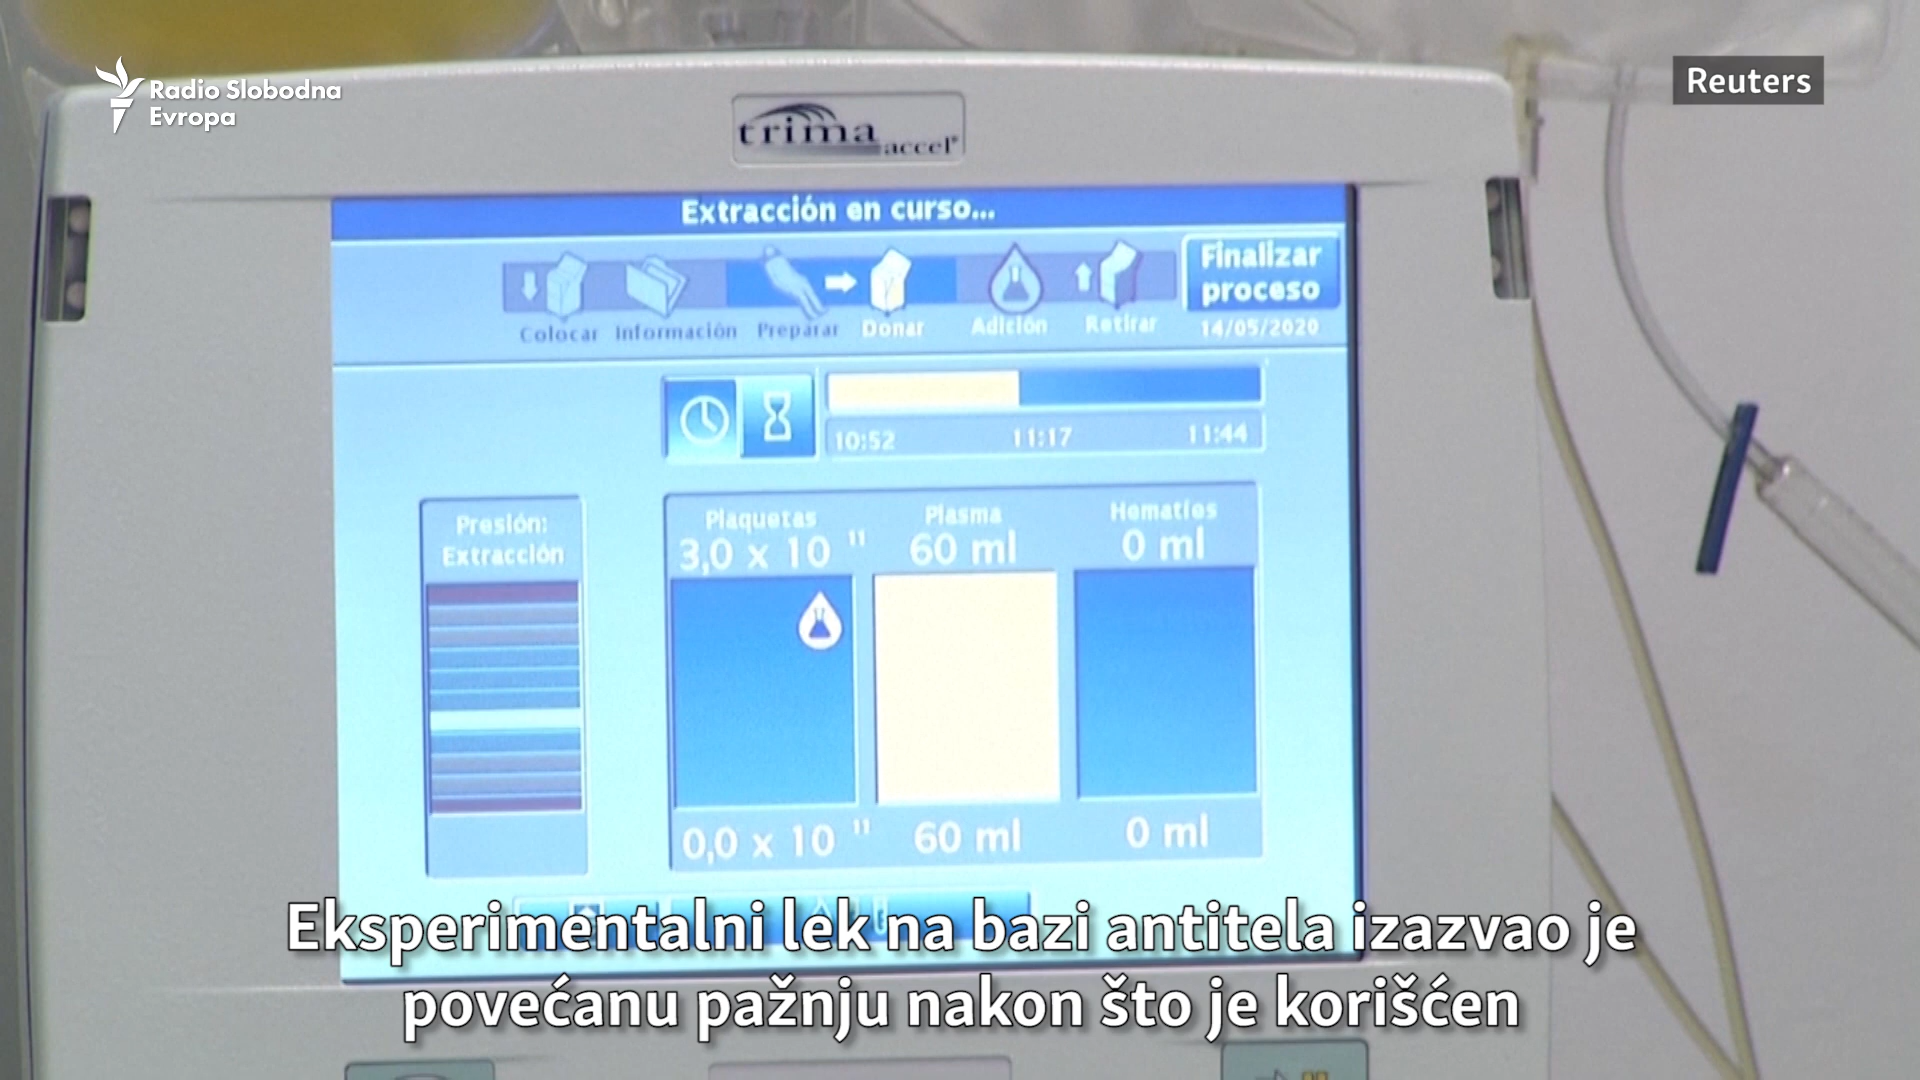 Radio Slobodna
Evropa
Reuters
trima
accel®
Extracción en curso...
Finalizar
proceso
Colocar Información Preparar Donar Adición Retirar
14/05/2020
10:52 11:17 11:44
Presión:
Extracción
Plaquetas Plasma Hematíes
3,0 x 10 11 60 ml 0 ml
0,0 x 10 11 60 ml 0 ml
Eksperimentalni lek na bazi antitela izazvao je
povećanu pažnju nakon što je korišćen